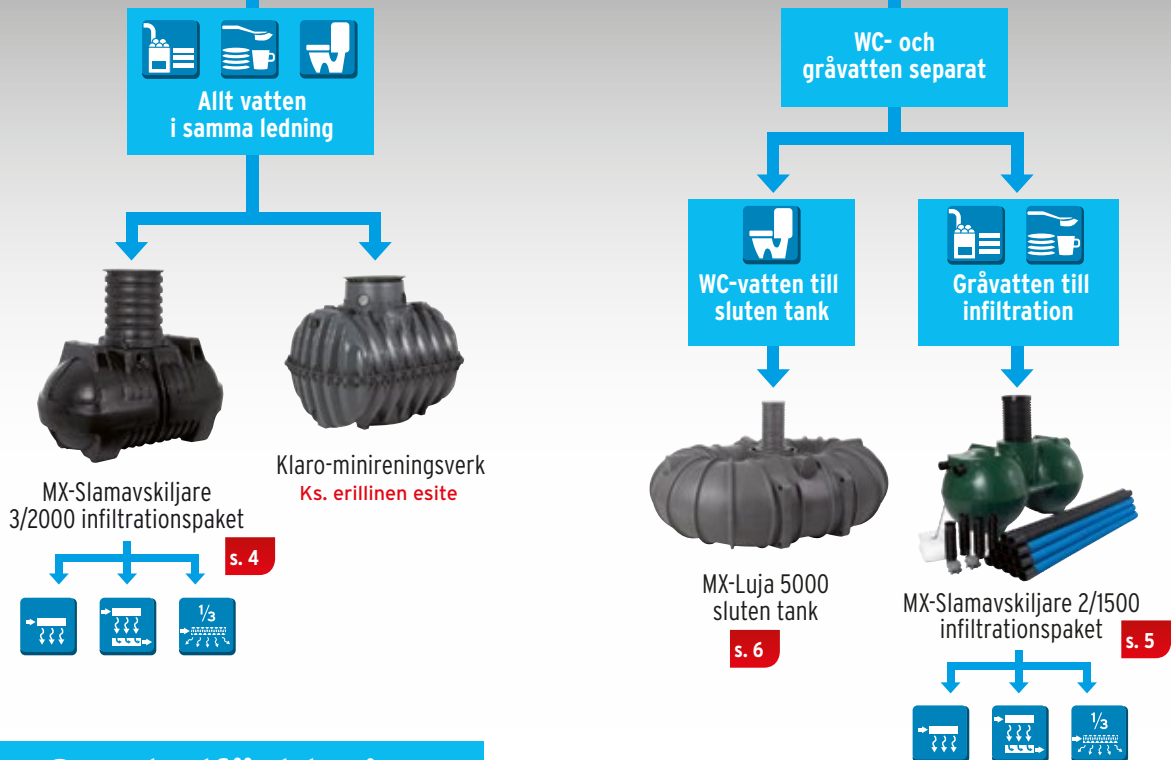 Allt vatten
i samma ledning
MX-Slamavskiljare
3/2000 infiltrationspaket
s. 4
1/3
Klaro-minireningsverk
Ks. erillinen esite
WC- och
gråvatten separat
WC-vatten till
sluten tank
MX-Luja 5000
sluten tank
s. 6
Gråvatten till
infiltration
MX-Slamavskiljare 2/1500
infiltrationspaket
s. 5
1/3